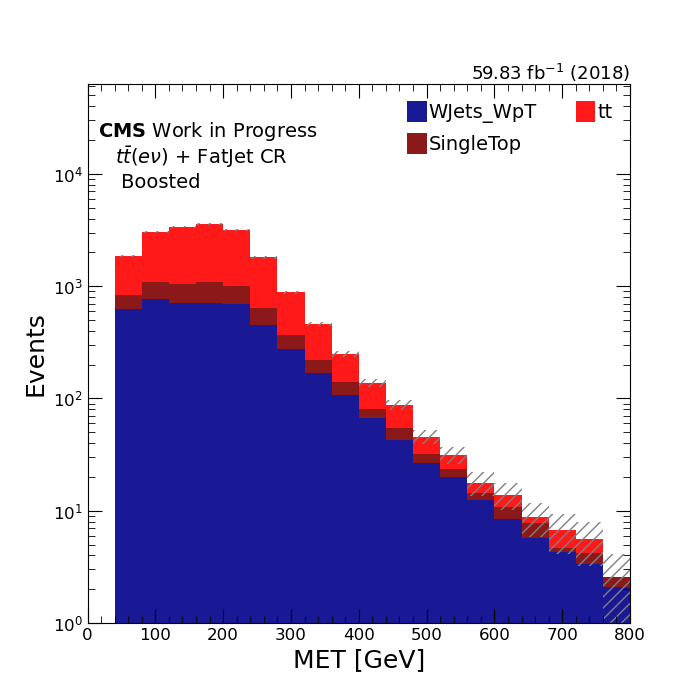 59.83 fb⁻¹ (2018)
WJets_WpT tt
SingleTop
CMS Work in Progress
tt̄(eν) + FatJet CR
Boosted
10⁴
10³
10²
10¹
10⁰
Events
0 100 200 300 400 500 600 700 800
MET [GeV]